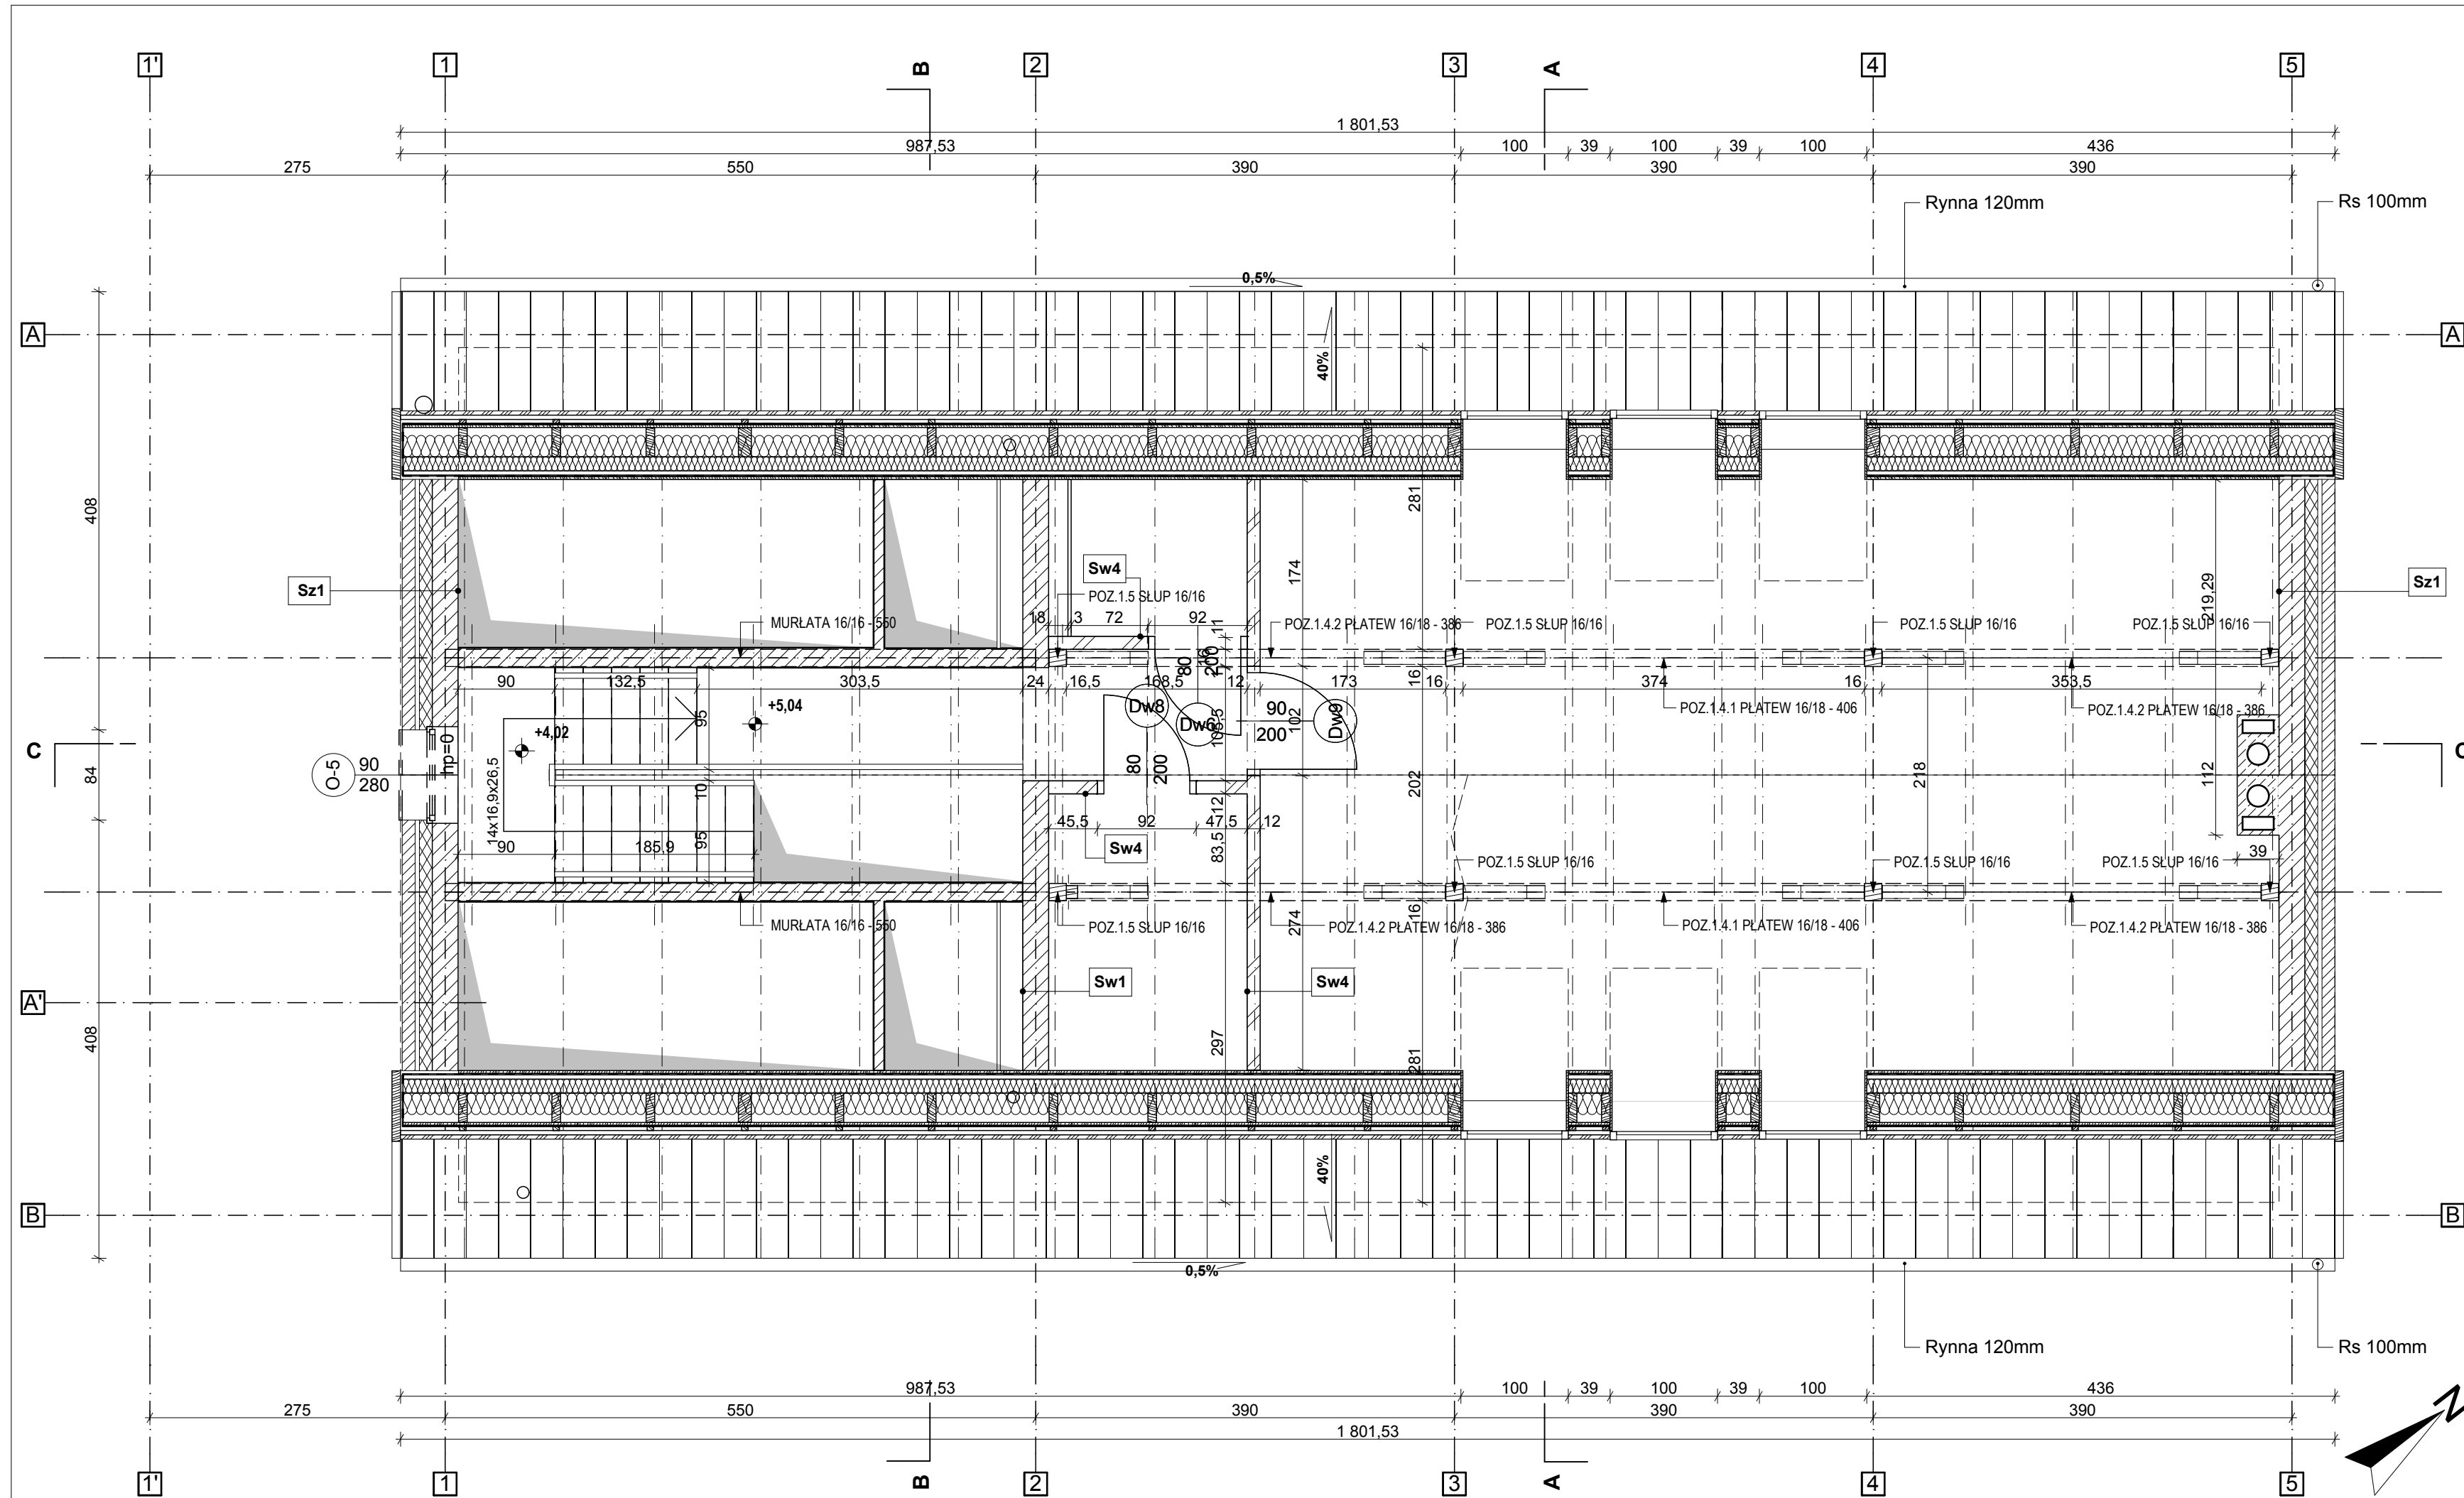 1' 1 B 2 3 A 4 5
1 801,53
987,53 100 39 100 39 100 436
275 550 390 390 390
Rynna 120mm Rs 100mm
0,5%
A A
40%
408 281
174 219,29
Sz1 Sw4 Sz1
POZ.1.5 SŁUP 16/16
18 3 72 92 11
MURŁATA 16/16 - 550 POZ.1.4.2 PŁATEW 16/18 - 386 POZ.1.5 SŁUP 16/16 POZ.1.5 SŁUP 16/16 POZ.1.5 SŁUP 16/16
80
200
16
16
90 132,5 303,5 24 16,5 168,5 12 173 16 374 16 353,5
+5,04 Dw8 Dw6 90
200 Dw9 POZ.1.4.1 PŁATEW 16/18 - 406 POZ.1.4.2 PŁATEW 16/18 - 386
+4,02 95 105,5 102
C C
hp=0
O-5 90
280
84 80
200 218 112
14x16,9x26,5 10 202
12
45,5 92 47,5 12
90 185,9 95 83,5
Sw4 39
POZ.1.5 SŁUP 16/16 POZ.1.5 SŁUP 16/16 POZ.1.5 SŁUP 16/16
16
MURŁATA 16/16 - 550 POZ.1.5 SŁUP 16/16 274 POZ.1.4.2 PŁATEW 16/18 - 386 POZ.1.4.1 PŁATEW 16/18 - 406 POZ.1.4.2 PŁATEW 16/18 - 386
Sw1 Sw4
A'
408 297 281
40%
B B
0,5%
Rynna 120mm Rs 100mm
987,53 100 39 100 39 100 436
275 550 390 390 390
1 801,53
N
1' 1 B 2 3 A 4 5